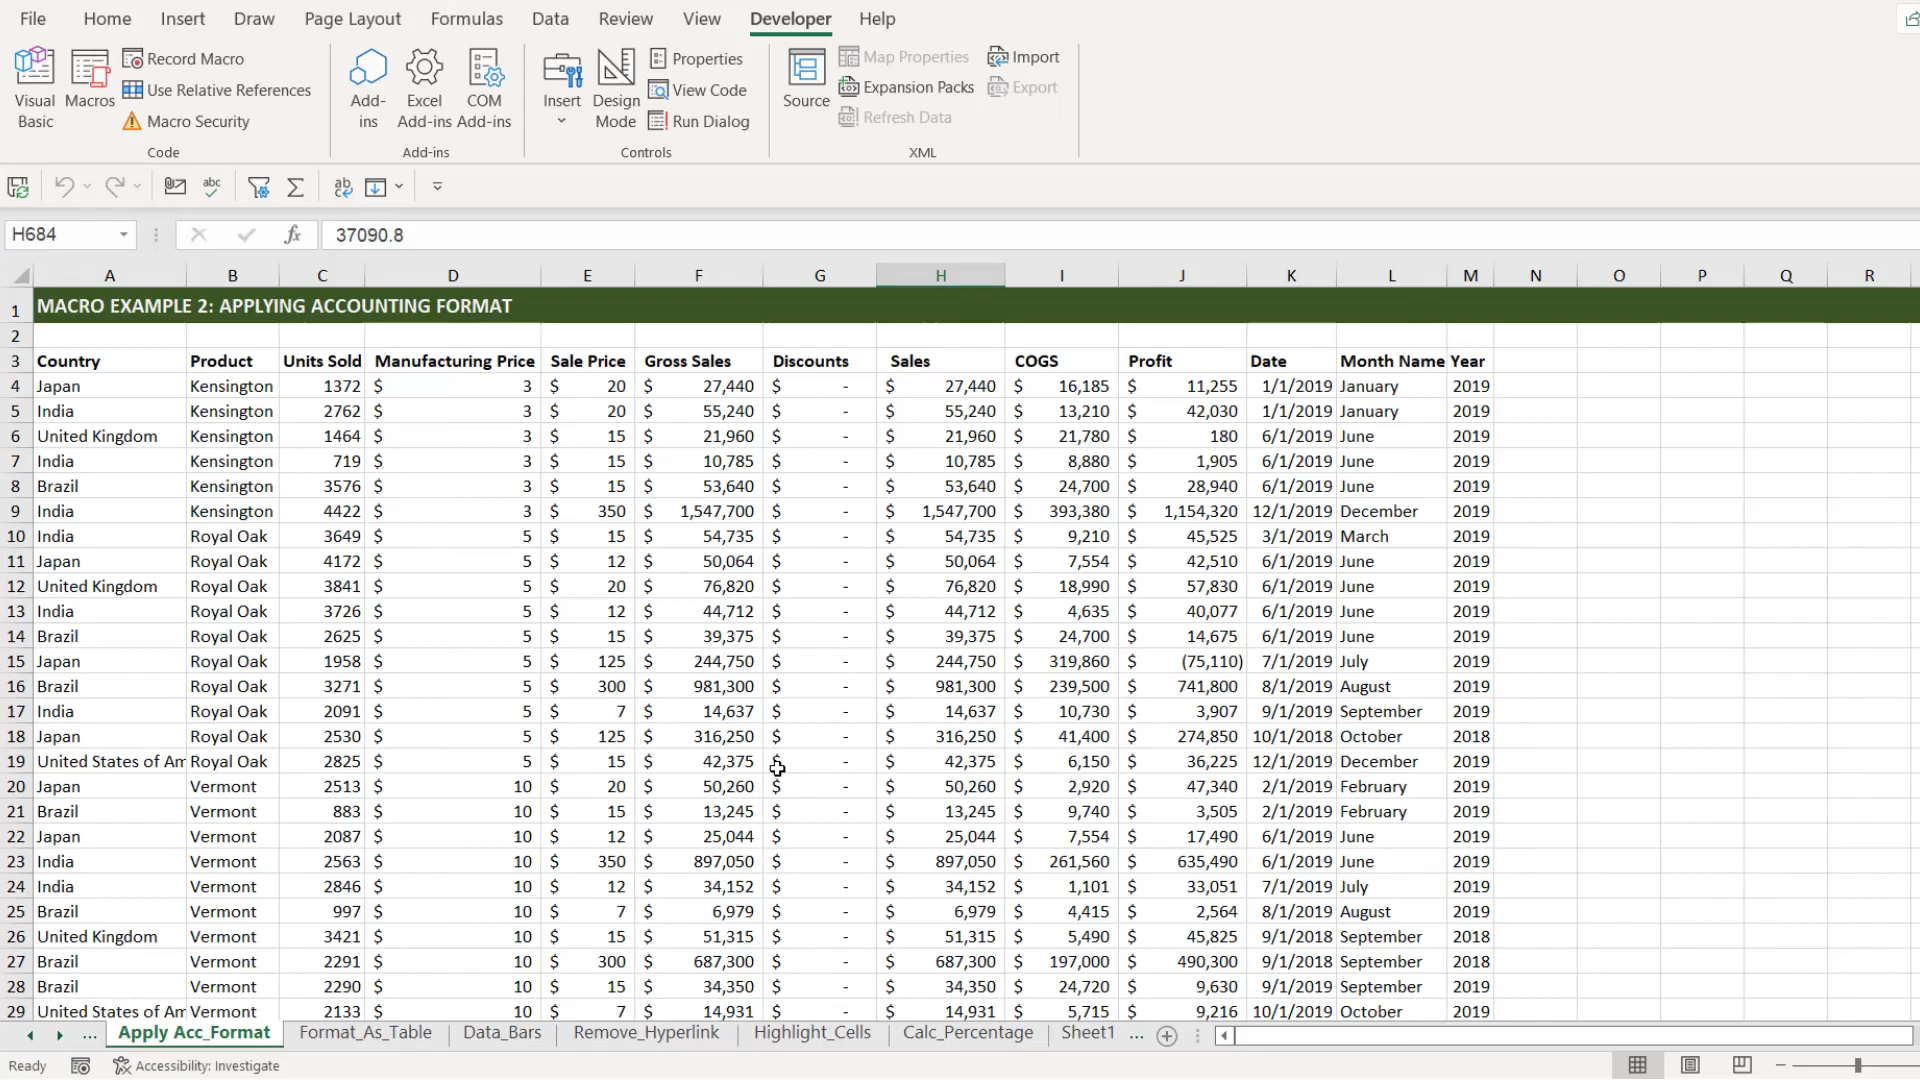 File Home Insert Draw Page Layout Formulas Data Review View Developer Help
Visual Basic Macros Record Macro Use Relative References Macro Security Add-ins Excel Add-ins COM Add-ins Insert Design Mode Properties View Code Run Dialog Source Map Properties Expansion Packs Refresh Data Import Export
Code Add-ins Controls XML
H684 fx 37090.8
A B C D E F G H I J K L M N O P Q R
1 MACRO EXAMPLE 2: APPLYING ACCOUNTING FORMAT
2
3 Country Product Units Sold Manufacturing Price Sale Price Gross Sales Discounts Sales COGS Profit Date Month Name Year
4 Japan Kensington 1372 $ 3 $ 20 $ 27,440 $ - $ 27,440 $ 16,185 $ 11,255 1/1/2019 January 2019
5 India Kensington 2762 $ 3 $ 20 $ 55,240 $ - $ 55,240 $ 13,210 $ 42,030 1/1/2019 January 2019
6 United Kingdom Kensington 1464 $ 3 $ 15 $ 21,960 $ - $ 21,960 $ 21,780 $ 180 6/1/2019 June 2019
7 India Kensington 719 $ 3 $ 15 $ 10,785 $ - $ 10,785 $ 8,880 $ 1,905 6/1/2019 June 2019
8 Brazil Kensington 3576 $ 3 $ 15 $ 53,640 $ - $ 53,640 $ 24,700 $ 28,940 6/1/2019 June 2019
9 India Kensington 4422 $ 3 $ 350 $ 1,547,700 $ - $ 1,547,700 $ 393,380 $ 1,154,320 12/1/2019 December 2019
10 India Royal Oak 3649 $ 5 $ 15 $ 54,735 $ - $ 54,735 $ 9,210 $ 45,525 3/1/2019 March 2019
11 Japan Royal Oak 4172 $ 5 $ 12 $ 50,064 $ - $ 50,064 $ 7,554 $ 42,510 6/1/2019 June 2019
12 United Kingdom Royal Oak 3841 $ 5 $ 20 $ 76,820 $ - $ 76,820 $ 18,990 $ 57,830 6/1/2019 June 2019
13 India Royal Oak 3726 $ 5 $ 12 $ 44,712 $ - $ 44,712 $ 4,635 $ 40,077 6/1/2019 June 2019
14 Brazil Royal Oak 2625 $ 5 $ 15 $ 39,375 $ - $ 39,375 $ 24,700 $ 14,675 6/1/2019 June 2019
15 Japan Royal Oak 1958 $ 5 $ 125 $ 244,750 $ - $ 244,750 $ 319,860 $ (75,110) 7/1/2019 July 2019
16 Brazil Royal Oak 3271 $ 5 $ 300 $ 981,300 $ - $ 981,300 $ 239,500 $ 741,800 8/1/2019 August 2019
17 India Royal Oak 2091 $ 5 $ 7 $ 14,637 $ - $ 14,637 $ 10,730 $ 3,907 9/1/2019 September 2019
18 Japan Royal Oak 2530 $ 5 $ 125 $ 316,250 $ - $ 316,250 $ 41,400 $ 274,850 10/1/2018 October 2018
19 United States of Am Royal Oak 2825 $ 5 $ 15 $ 42,375 $ - $ 42,375 $ 6,150 $ 36,225 12/1/2019 December 2019
20 Japan Vermont 2513 $ 10 $ 20 $ 50,260 $ - $ 50,260 $ 2,920 $ 47,340 2/1/2019 February 2019
21 Brazil Vermont 883 $ 10 $ 15 $ 13,245 $ - $ 13,245 $ 9,740 $ 3,505 2/1/2019 February 2019
22 Japan Vermont 2087 $ 10 $ 12 $ 25,044 $ - $ 25,044 $ 7,554 $ 17,490 6/1/2019 June 2019
23 India Vermont 2563 $ 10 $ 350 $ 897,050 $ - $ 897,050 $ 261,560 $ 635,490 6/1/2019 June 2019
24 India Vermont 2846 $ 10 $ 12 $ 34,152 $ - $ 34,152 $ 1,101 $ 33,051 7/1/2019 July 2019
25 Brazil Vermont 997 $ 10 $ 7 $ 6,979 $ - $ 6,979 $ 4,415 $ 2,564 8/1/2019 August 2019
26 United Kingdom Vermont 3421 $ 10 $ 15 $ 51,315 $ - $ 51,315 $ 5,490 $ 45,825 9/1/2018 September 2018
27 Brazil Vermont 2291 $ 10 $ 300 $ 687,300 $ - $ 687,300 $ 197,000 $ 490,300 9/1/2018 September 2018
28 Brazil Vermont 2290 $ 10 $ 15 $ 34,350 $ - $ 34,350 $ 24,720 $ 9,630 9/1/2019 September 2019
29 United States of Am Vermont 2133 $ 10 $ 7 $ 14,931 $ - $ 14,931 $ 5,715 $ 9,216 10/1/2019 October 2019
... Apply Acc_Format Format_As_Table Data_Bars Remove_Hyperlink Highlight_Cells Calc_Percentage Sheet1 ...
Ready Accessibility: Investigate